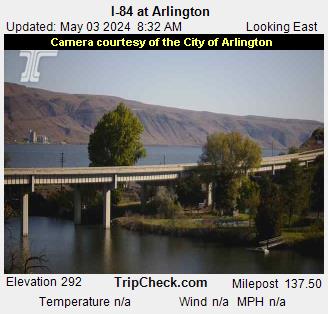 I-84 at Arlington
Updated: May 03 2024 8:32 AM Looking East
Camera courtesy of the City of Arlington
Elevation 292 TripCheck.com Milepost 137.50
Temperature n/a Wind n/a MPH n/a